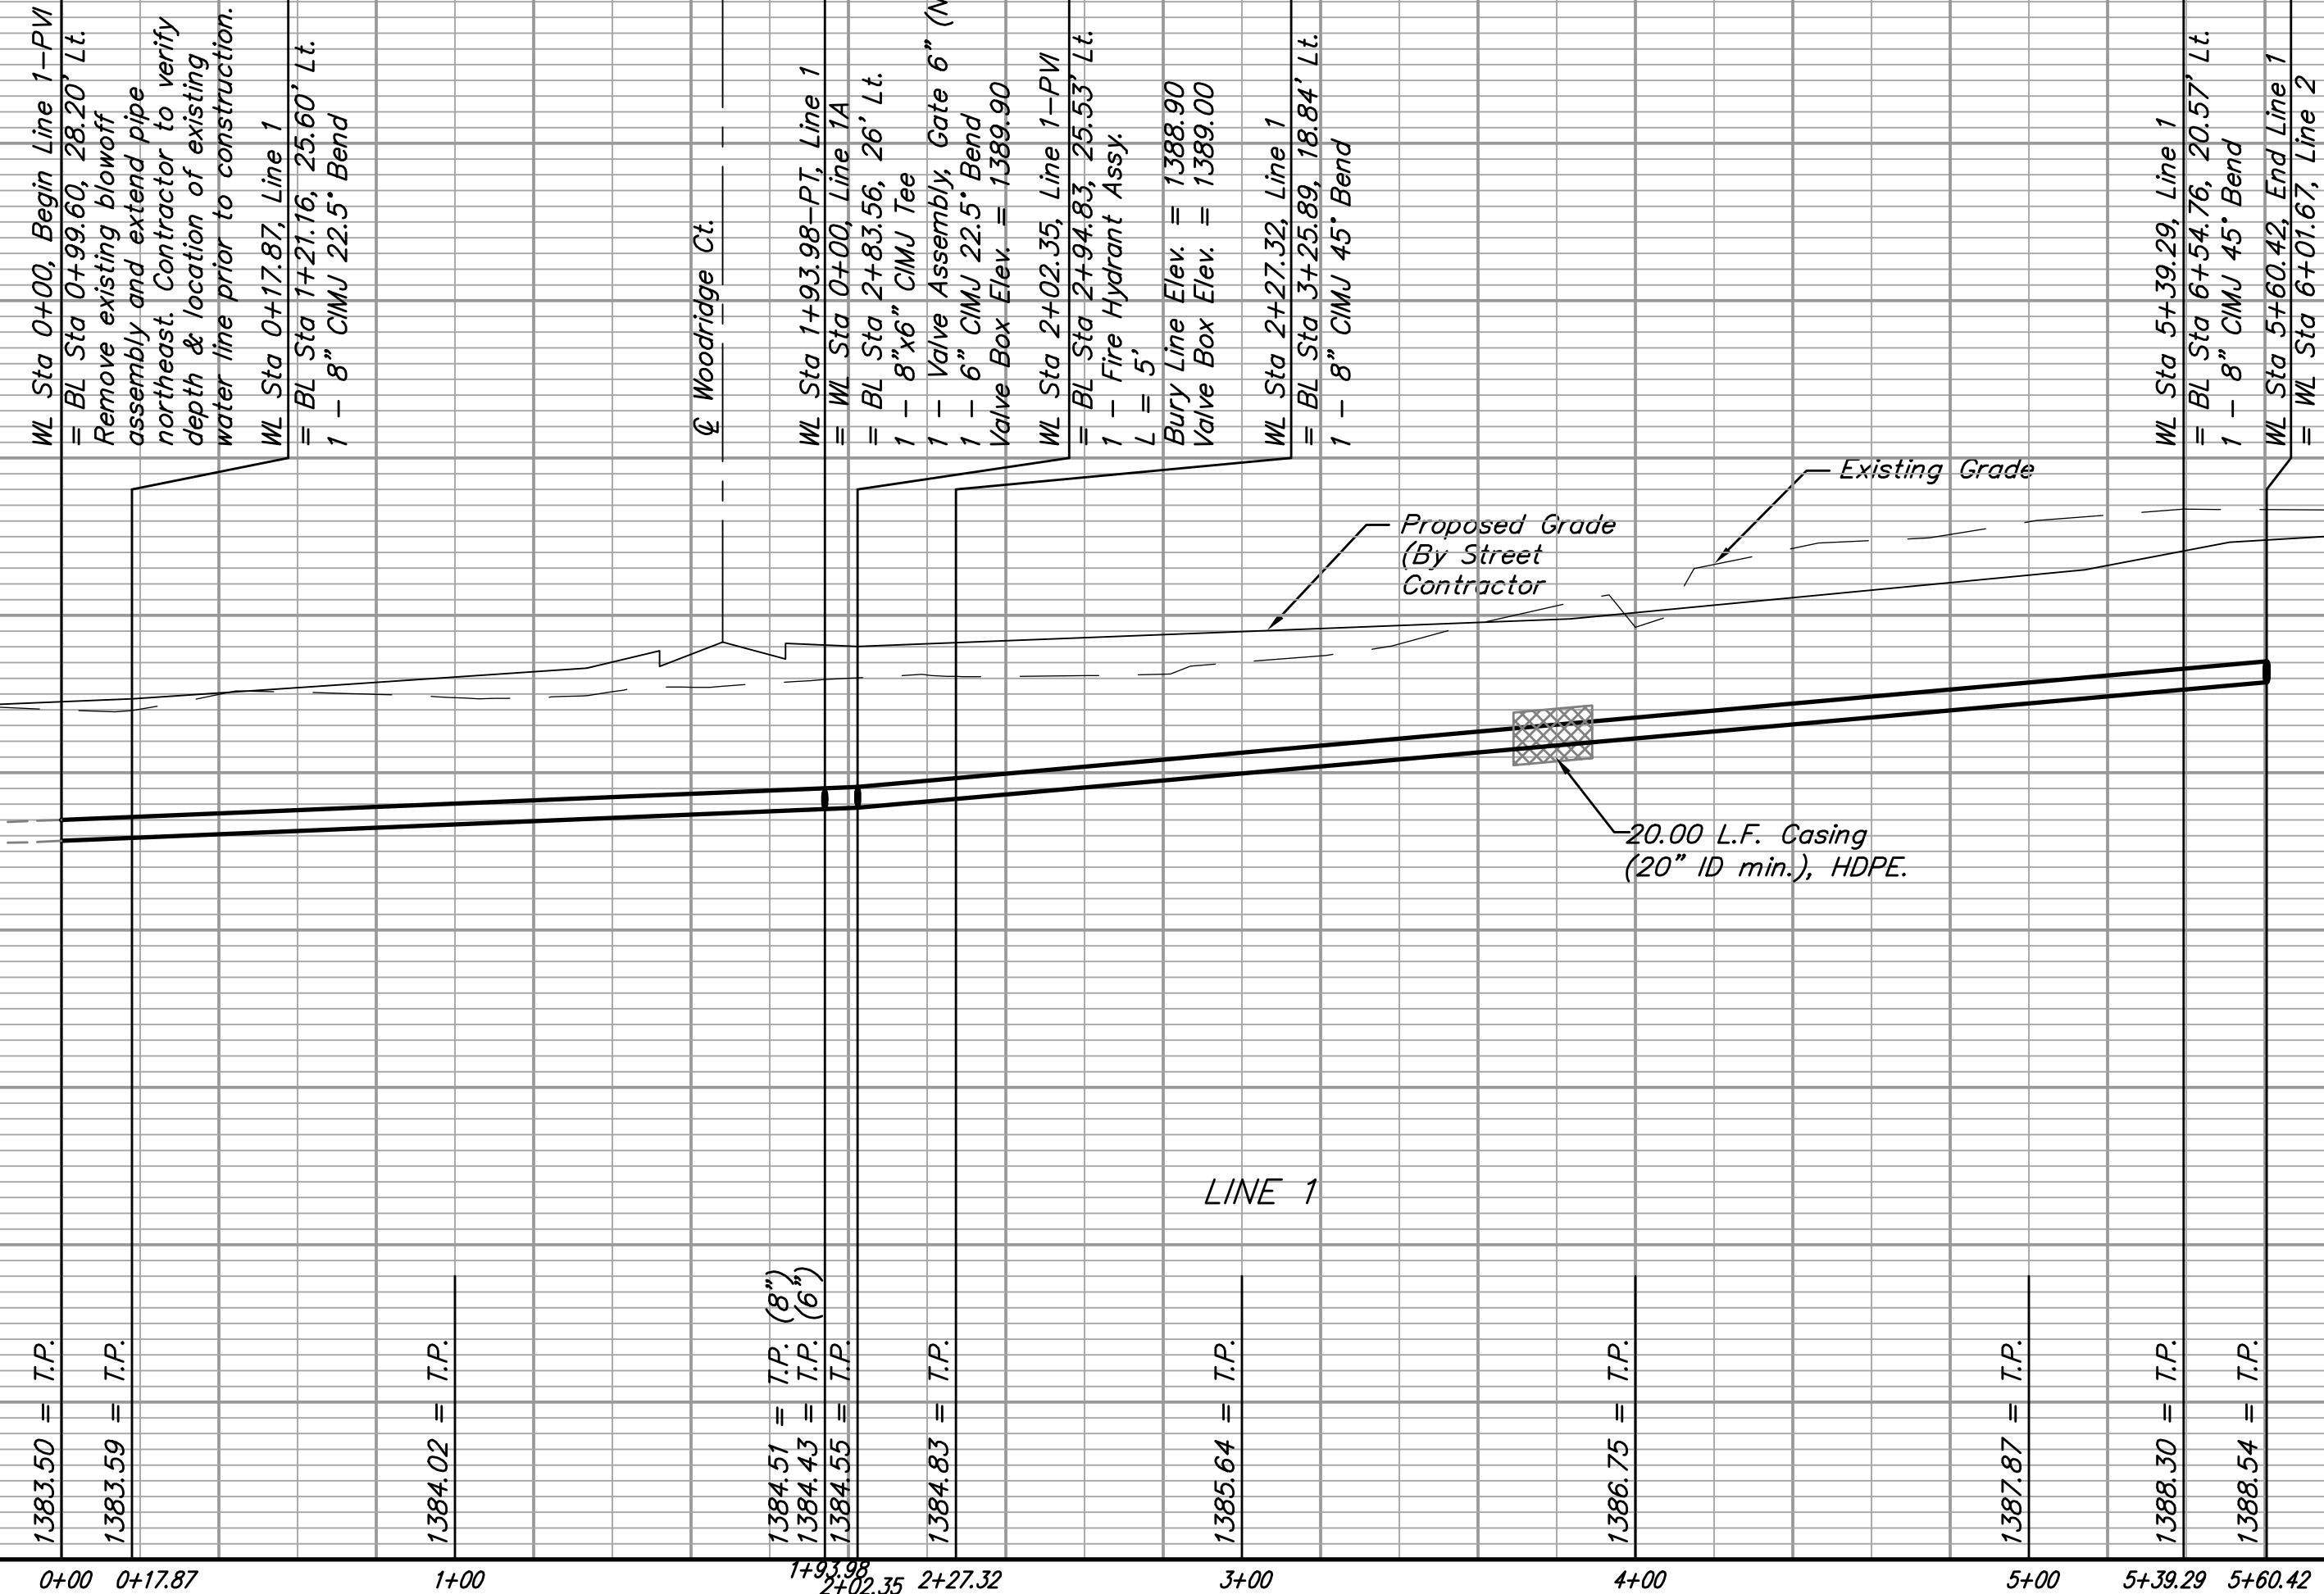 WL Sta 0+00, Begin Line 1-PVI
= BL Sta 0+99.60, 28.20' Lt.
Remove existing blowoff
assembly and extend pipe
northeast. Contractor to verify
depth & location of existing
water line prior to construction.
WL Sta 0+17.87, Line 1
= BL Sta 1+21.16, 25.60' Lt.
1 - 8" CIMJ 22.5° Bend
℄ Woodridge Ct.
WL Sta 1+93.98-PT, Line 1
= WL Sta 0+00, Line 1A
= BL Sta 2+83.56, 26' Lt.
1 - 8"x6" CIMJ Tee
1 - Valve Assembly, Gate 6" (N
1 - 6" CIMJ 22.5° Bend
Valve Box Elev. = 1389.90
WL Sta 2+02.35, Line 1-PVI
= BL Sta 2+94.83, 25.53' Lt.
1 - Fire Hydrant Assy.
L = 5'
Bury Line Elev. = 1388.90
Valve Box Elev. = 1389.00
WL Sta 2+27.32, Line 1
= BL Sta 3+25.89, 18.84' Lt.
1 - 8" CIMJ 45° Bend
WL Sta 5+39.29, Line 1
= BL Sta 6+54.76, 20.57' Lt.
1 - 8" CIMJ 45° Bend
WL Sta 5+60.42, End Line 1
= WL Sta 6+01.67, Line 2
Existing Grade
Proposed Grade
(By Street
Contractor
20.00 L.F. Casing
(20" ID min.), HDPE.
LINE 1
1383.50 = T.P.
1383.59 = T.P.
1384.02 = T.P.
1384.51 = T.P. (8")
1384.43 = T.P. (6")
1384.55 = T.P.
1384.83 = T.P.
1385.64 = T.P.
1386.75 = T.P.
1387.87 = T.P.
1388.30 = T.P.
1388.54 = T.P.
0+00 0+17.87 1+00 1+93.98 2+02.35 2+27.32 3+00 4+00 5+00 5+39.29 5+60.42